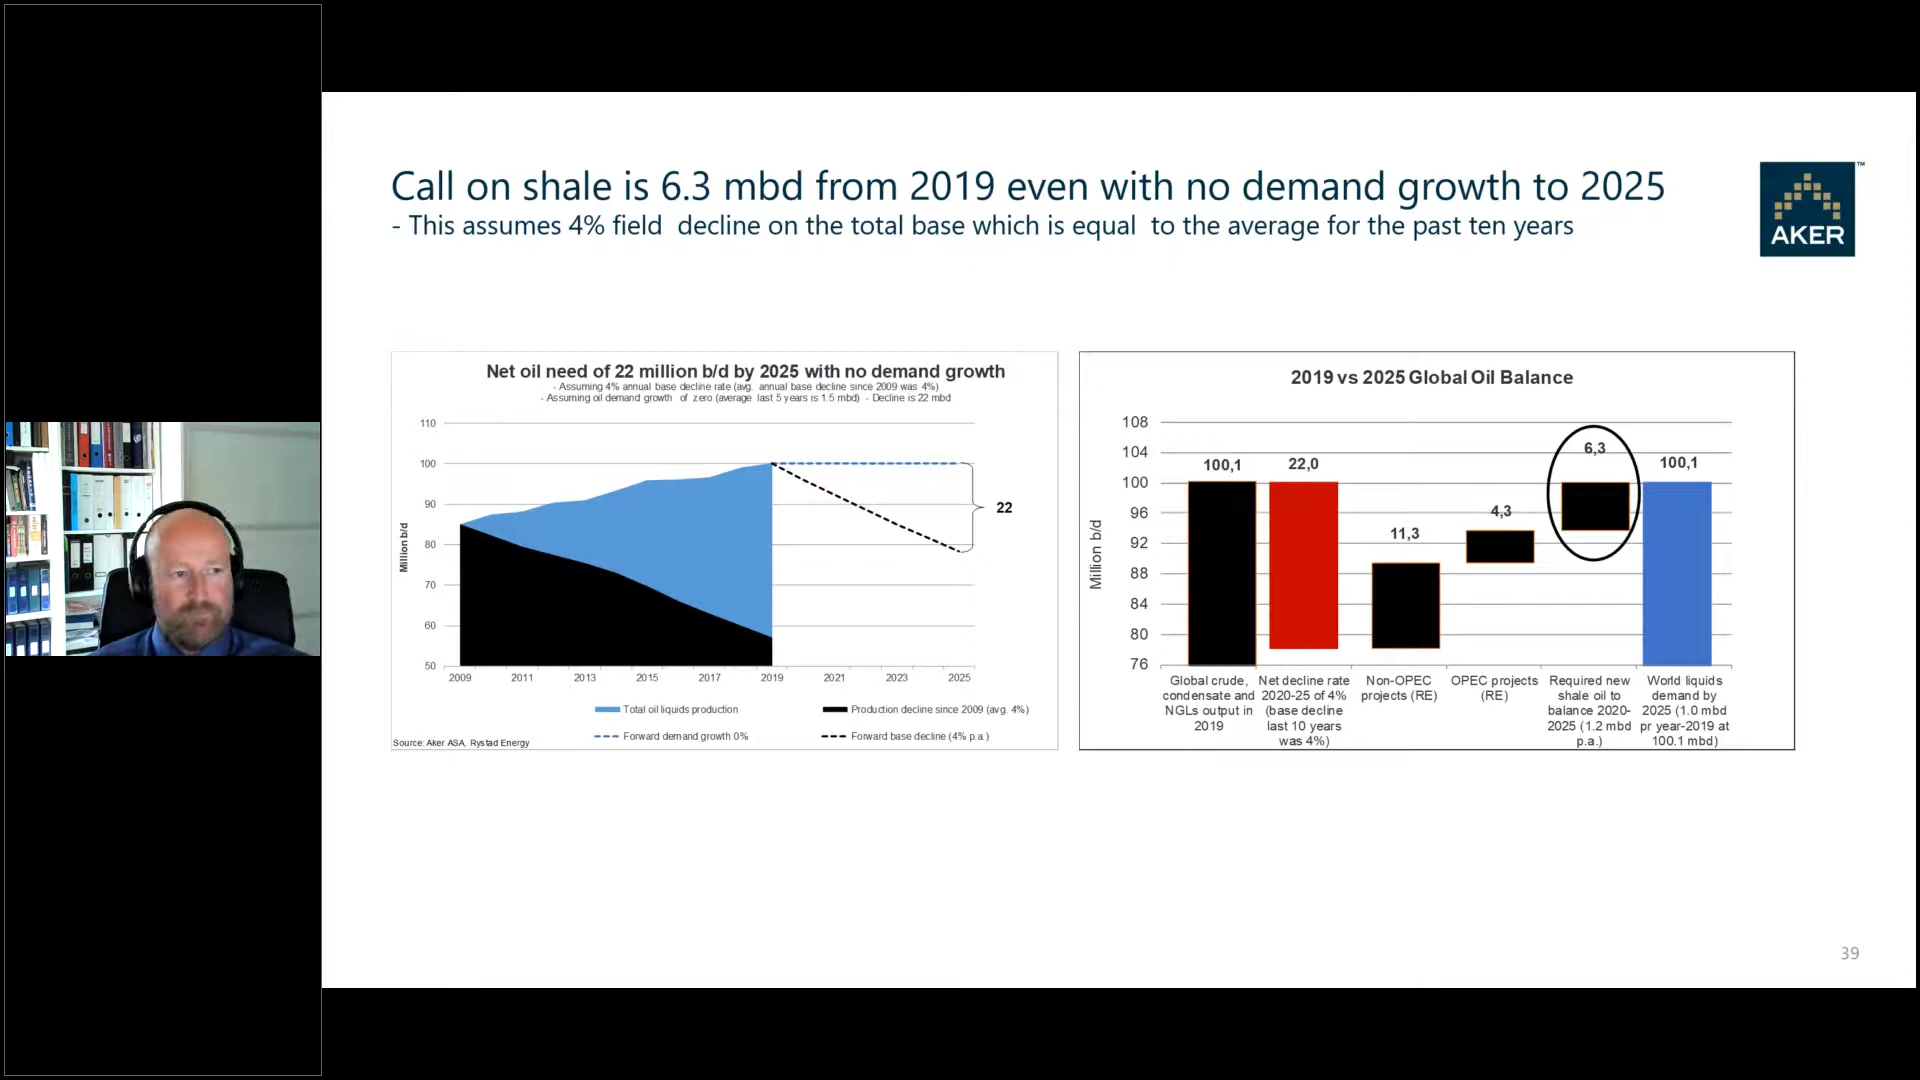 Call on shale is 6.3 mbd from 2019 even with no demand growth to 2025
- This assumes 4% field decline on the total base which is equal to the average for the past ten years
AKER
TM
Net oil need of 22 million b/d by 2025 with no demand growth
- Assuming 4% annual base decline rate (avg. annual base decline since 2009 was 4%)
- Assuming oil demand growth of zero (average last 5 years is 1.5 mbd) - Decline is 22 mbd
Million b/d
110
100
90
80
70
60
50
22
2009 2011 2013 2015 2017 2019 2021 2023 2025
Total oil liquids production
Production decline since 2009 (avg. 4%)
Forward demand growth 0%
Forward base decline (4% p.a.)
Source: Aker ASA, Rystad Energy
2019 vs 2025 Global Oil Balance
Million b/d
108
104
100
96
92
88
84
80
76
100,1
22,0
11,3
4,3
6,3
100,1
Global crude,
condensate and
NGLs output in
2019
Net decline rate
2020-25 of 4%
(base decline
last 10 years
was 4%)
Non-OPEC
projects (RE)
OPEC projects
(RE)
Required new
shale oil to
balance 2020-
2025 (1.2 mbd
p.a.)
World liquids
demand by
2025 (1.0 mbd
pr year-2019 at
100.1 mbd)
39